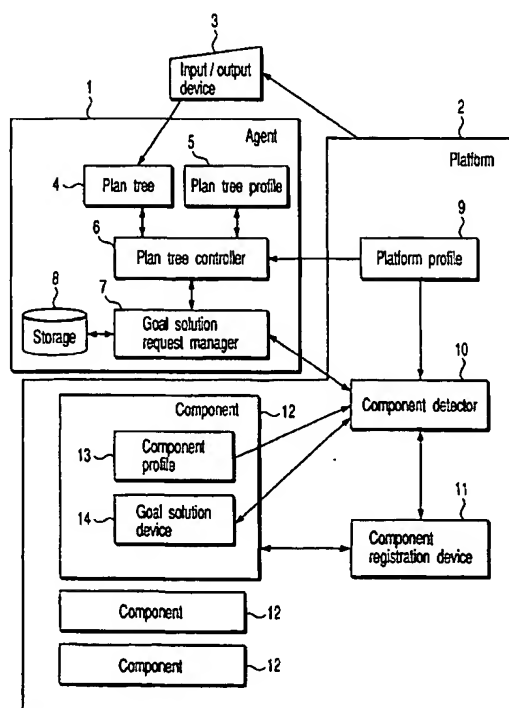 3
Input / output
device
1
2
Agent
Platform
5
4
Plan tree
Plan tree profile
9
6
Plan tree controller
Platform profile
8
7
Storage
Goal solution
request manager
10
Component
12
Component detector
13
Component
profile
14
Goal solution
device
11
Component
registration device
Component
12
Component
12